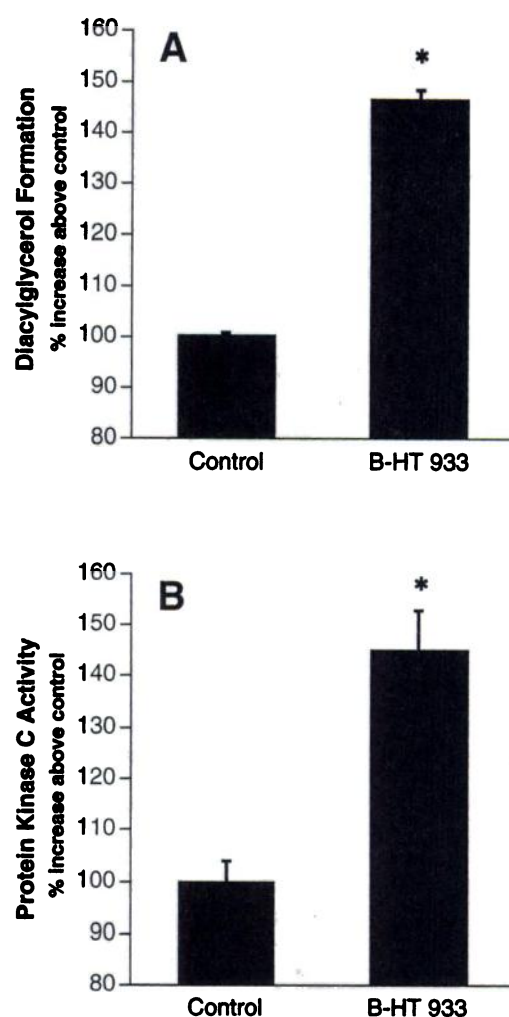 A
*
Diacylglycerol Formation
% increase above control
160
150
140
130
120
110
100
90
80
Control B-HT 933
B
*
Protein Kinase C Activity
% increase above control
160
150
140
130
120
110
100
90
80
Control B-HT 933